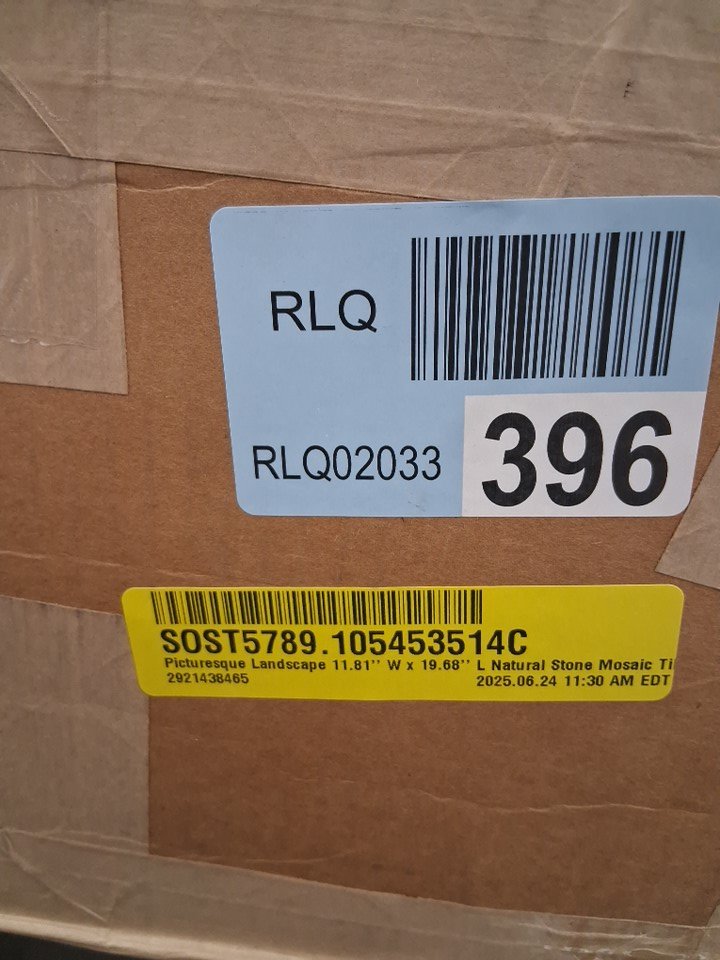 RLQ
RLQ02033
396
SOST5789.105453514C
Picturesque Landscape 11.81'' W x 19.68'' L Natural Stone Mosaic
2921438465
2025.06.24 11:30 AM EDT